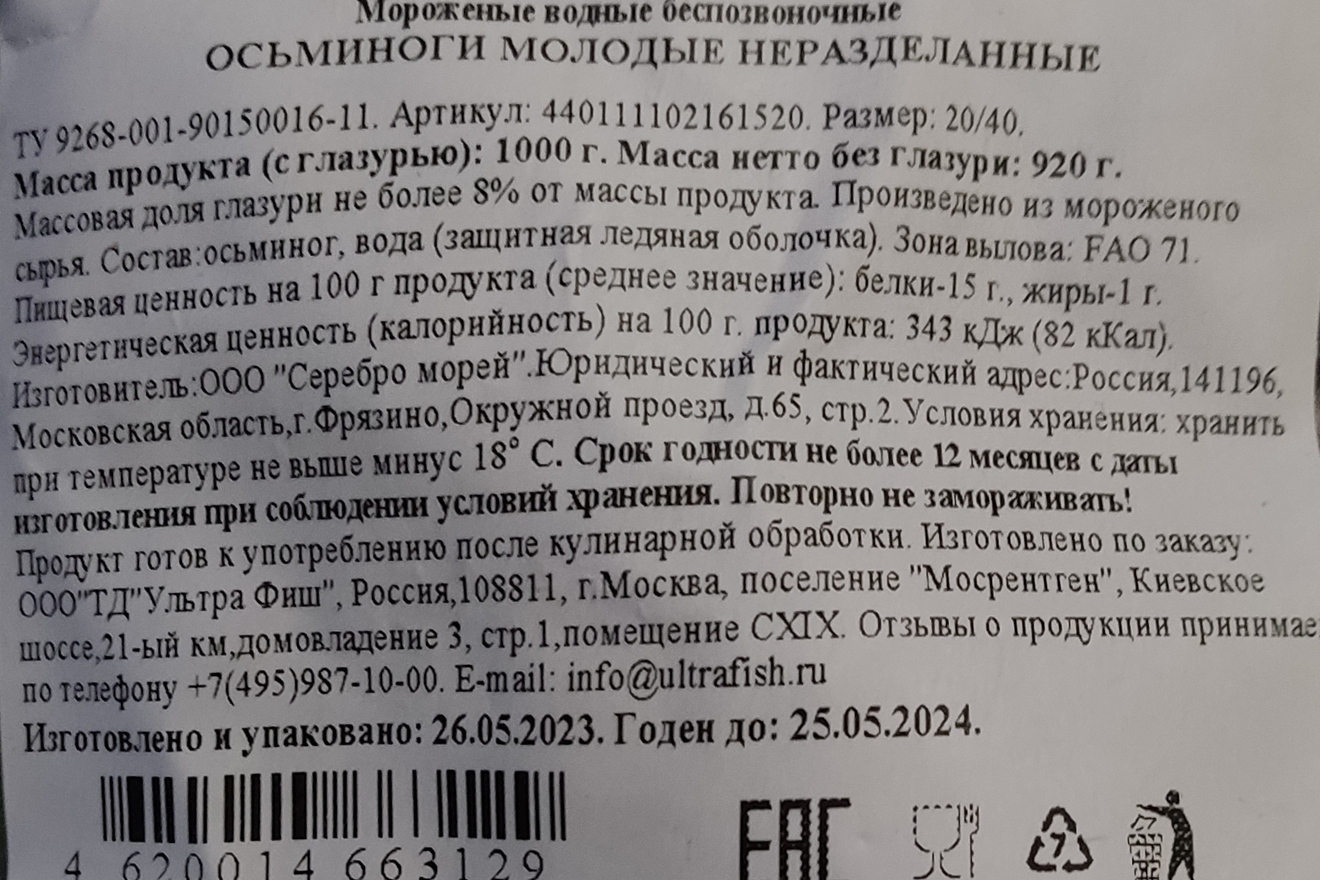 Мороженые водные беспозвоночные
ОСЬМИНОГИ МОЛОДЫЕ НЕРАЗДЕЛАННЫЕ
ТУ 9268-001-90150016-11. Артикул: 440111102161520. Размер: 20/40.
Масса продукта (с глазурью): 1000 г. Масса нетто без глазури: 920 г.
Массовая доля глазури не более 8% от массы продукта. Произведено из мороженого
сырья. Состав:осьминог, вода (защитная ледяная оболочка). Зона вылова: FAO 71.
Пищевая ценность на 100 г продукта (среднее значение): белки-15 г., жиры-1 г.
Энергетическая ценность (калорийность) на 100 г. продукта: 343 кДж (82 кКал).
Изготовитель:ООО "Серебро морей".Юридический и фактический адрес:Россия,141196,
Московская область,г.Фрязино,Окружной проезд, д.65, стр.2. Условия хранения: хранить
при температуре не выше минус 18° С. Срок годности не более 12 месяцев с даты
изготовления при соблюдении условий хранения. Повторно не замораживать!
Продукт готов к употреблению после кулинарной обработки. Изготовлено по заказу:
ООО"ТД"Ультра Фиш", Россия,108811, г.Москва, поселение "Мосрентген", Киевское
шоссе,21-ый км,домовладение 3, стр.1,помещение CXIX. Отзывы о продукции принимае
по телефону +7(495)987-10-00. E-mail: info@ultrafish.ru
Изготовлено и упаковано: 26.05.2023. Годен до: 25.05.2024.
4 620014 663129
EAC
7